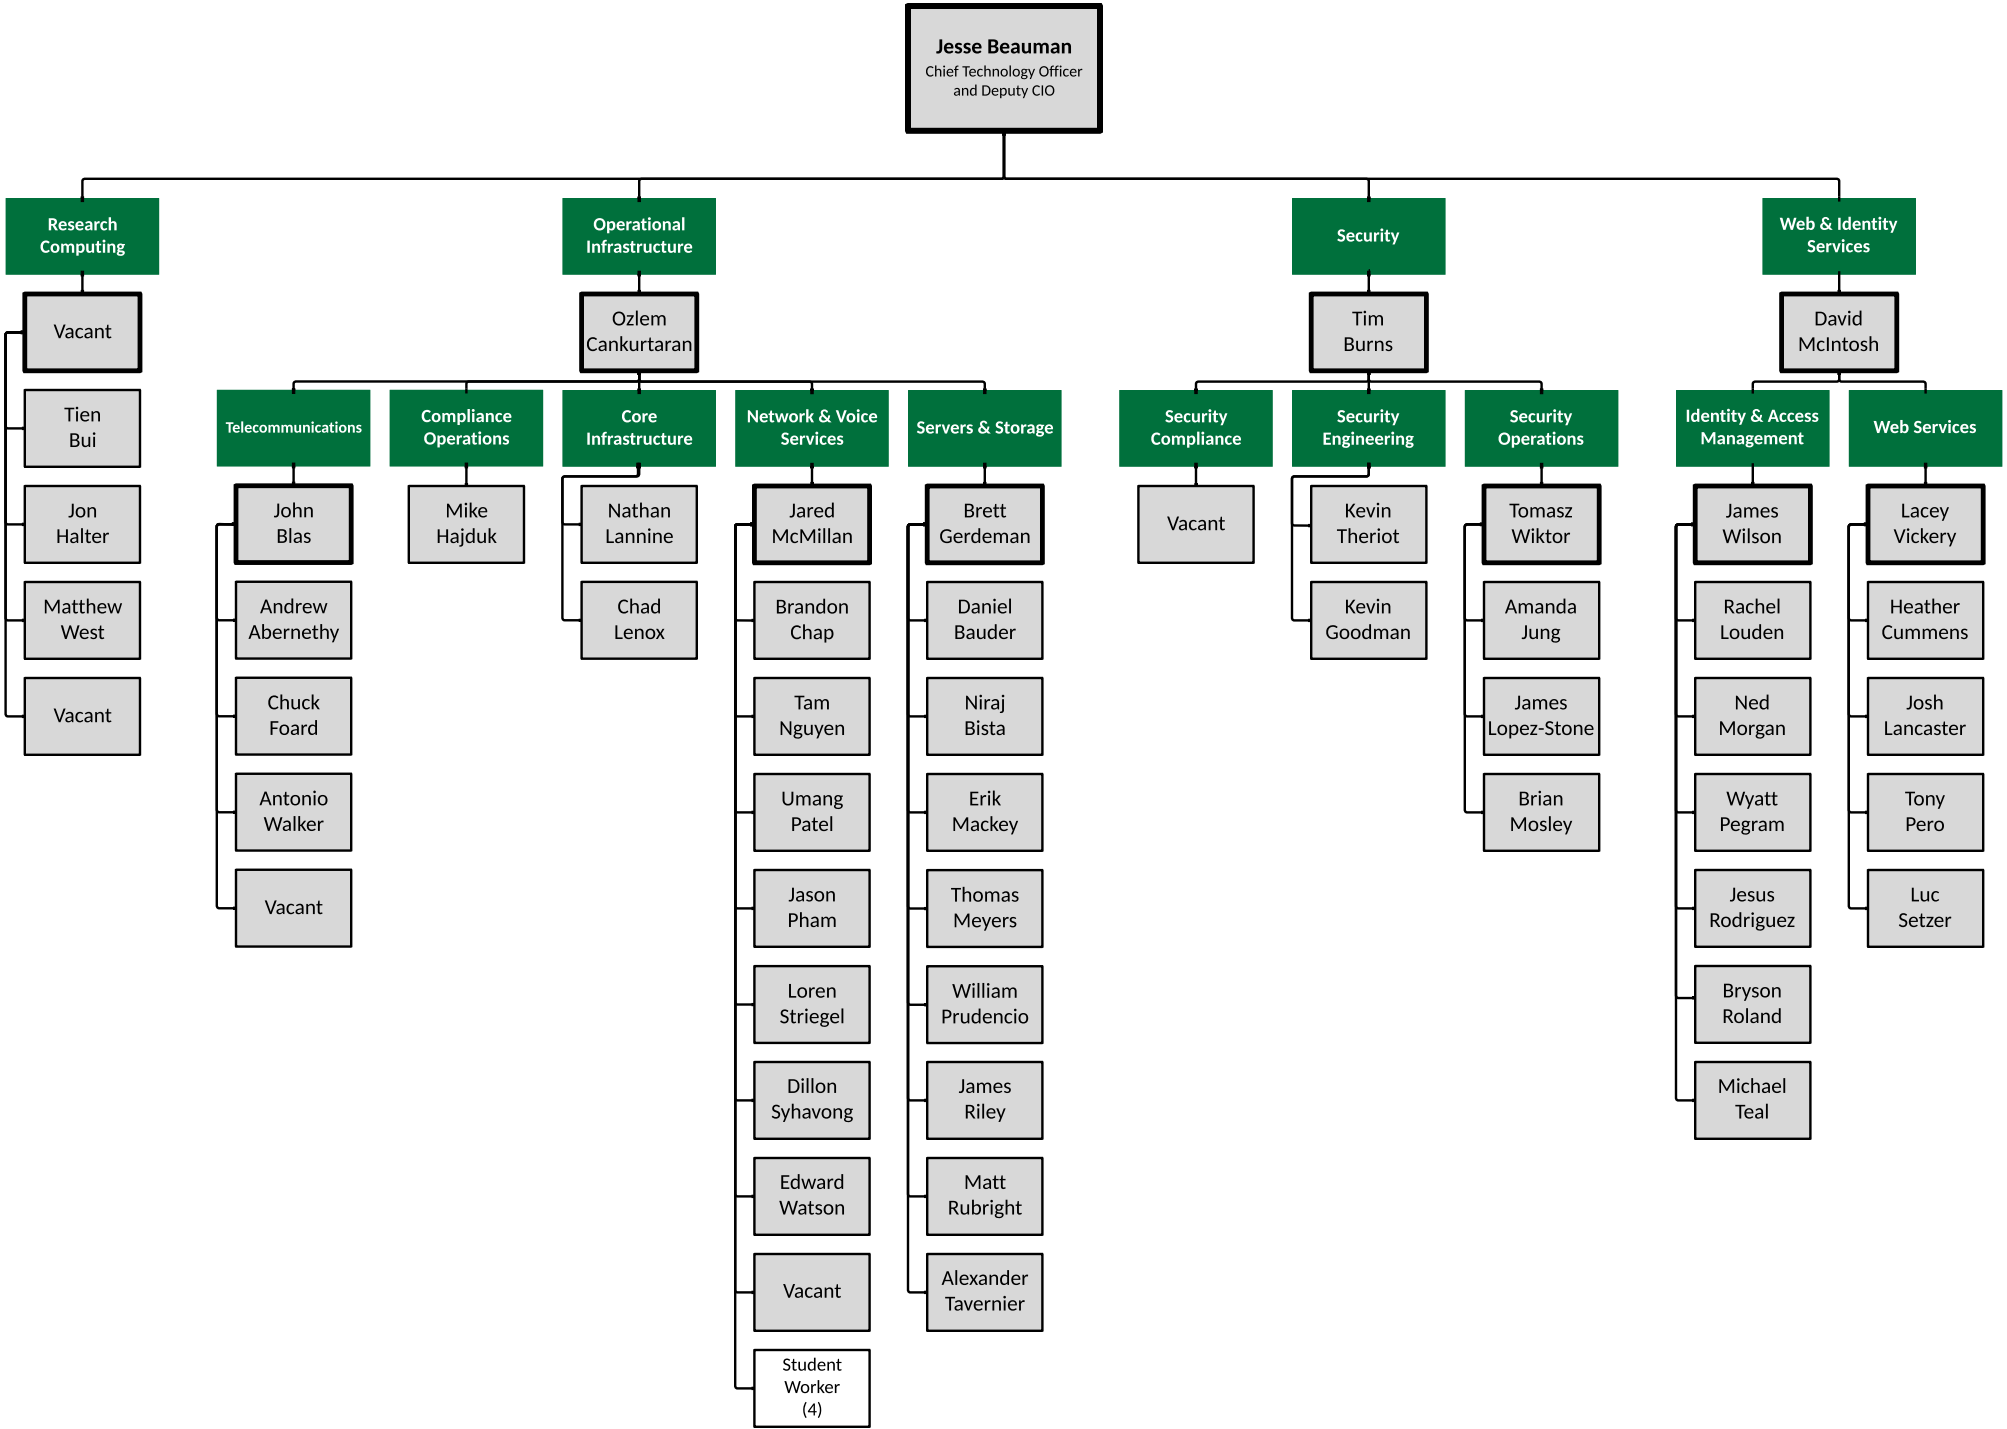 Jesse Beauman
Chief Technology Officer
and Deputy CIO
Research
Computing
Vacant
Tien
Bui
Jon
Halter
Matthew
West
Vacant
Operational
Infrastructure
Ozlem
Cankurtaran
Telecommunications
John
Blas
Andrew
Abernethy
Chuck
Foard
Antonio
Walker
Vacant
Compliance
Operations
Mike
Hajduk
Core
Infrastructure
Nathan
Lannine
Chad
Lenox
Network & Voice
Services
Jared
McMillan
Brandon
Chap
Tam
Nguyen
Umang
Patel
Jason
Pham
Loren
Striegel
Dillon
Syhavong
Edward
Watson
Vacant
Student
Worker
(4)
Servers & Storage
Brett
Gerdeman
Daniel
Bauder
Niraj
Bista
Erik
Mackey
Thomas
Meyers
William
Prudencio
James
Riley
Matt
Rubright
Alexander
Tavernier
Security
Tim
Burns
Security
Compliance
Vacant
Security
Engineering
Kevin
Theriot
Kevin
Goodman
Security
Operations
Tomasz
Wiktor
Amanda
Jung
James
Lopez-Stone
Brian
Mosley
Web & Identity
Services
David
McIntosh
Identity & Access
Management
James
Wilson
Rachel
Louden
Ned
Morgan
Wyatt
Pegram
Jesus
Rodriguez
Bryson
Roland
Michael
Teal
Web Services
Lacey
Vickery
Heather
Cummens
Josh
Lancaster
Tony
Pero
Luc
Setzer